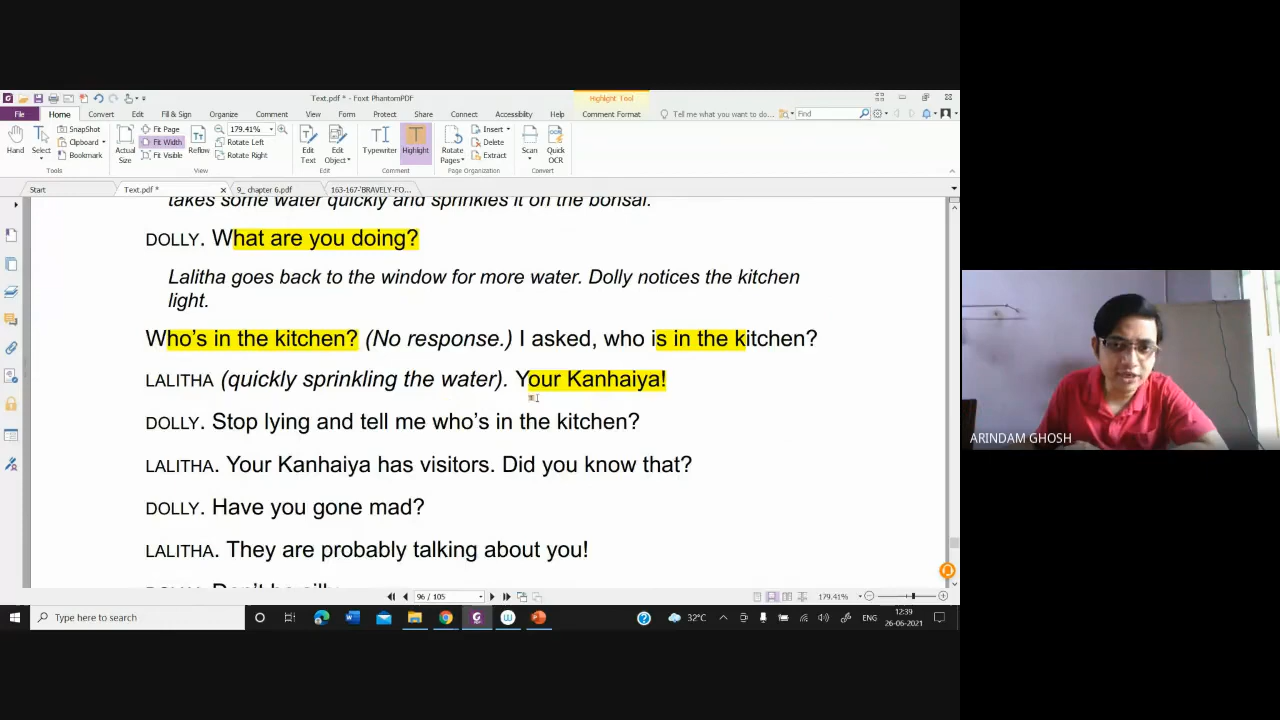 Text.pdf * - Foxit PhantomPDF
Highlight Tool
File Home Convert Edit Fill & Sign Organize Comment View Form Protect Share Connect Accessibility Help Comment Format Tell me what you want to do... Find
Hand
Select
SnapShot
Clipboard
Bookmark
Tools
Actual Size
Fit Page
Fit Width
Fit Visible
Reflow
179.41%
Rotate Left
Rotate Right
View
Edit Text
Edit Object
Edit
Typewriter
Highlight
Comment
Rotate Pages
Insert
Delete
Extract
Page Organization
Scan
Quick OCR
Convert
Start Text.pdf * 9_ chapter 6.pdf 163-167-'BRAVELY-FO...
takes some water quickly and sprinkles it on the bonsai.
DOLLY. What are you doing?
Lalitha goes back to the window for more water. Dolly notices the kitchen
light.
Who's in the kitchen? (No response.) I asked, who is in the kitchen?
LALITHA (quickly sprinkling the water). Your Kanhaiya!
DOLLY. Stop lying and tell me who's in the kitchen?
LALITHA. Your Kanhaiya has visitors. Did you know that?
DOLLY. Have you gone mad?
LALITHA. They are probably talking about you!
DOLLY. Don't be silly
96 / 105
179.41%
Type here to search
32°C
ENG
12:39
26-06-2021
ARINDAM GHOSH